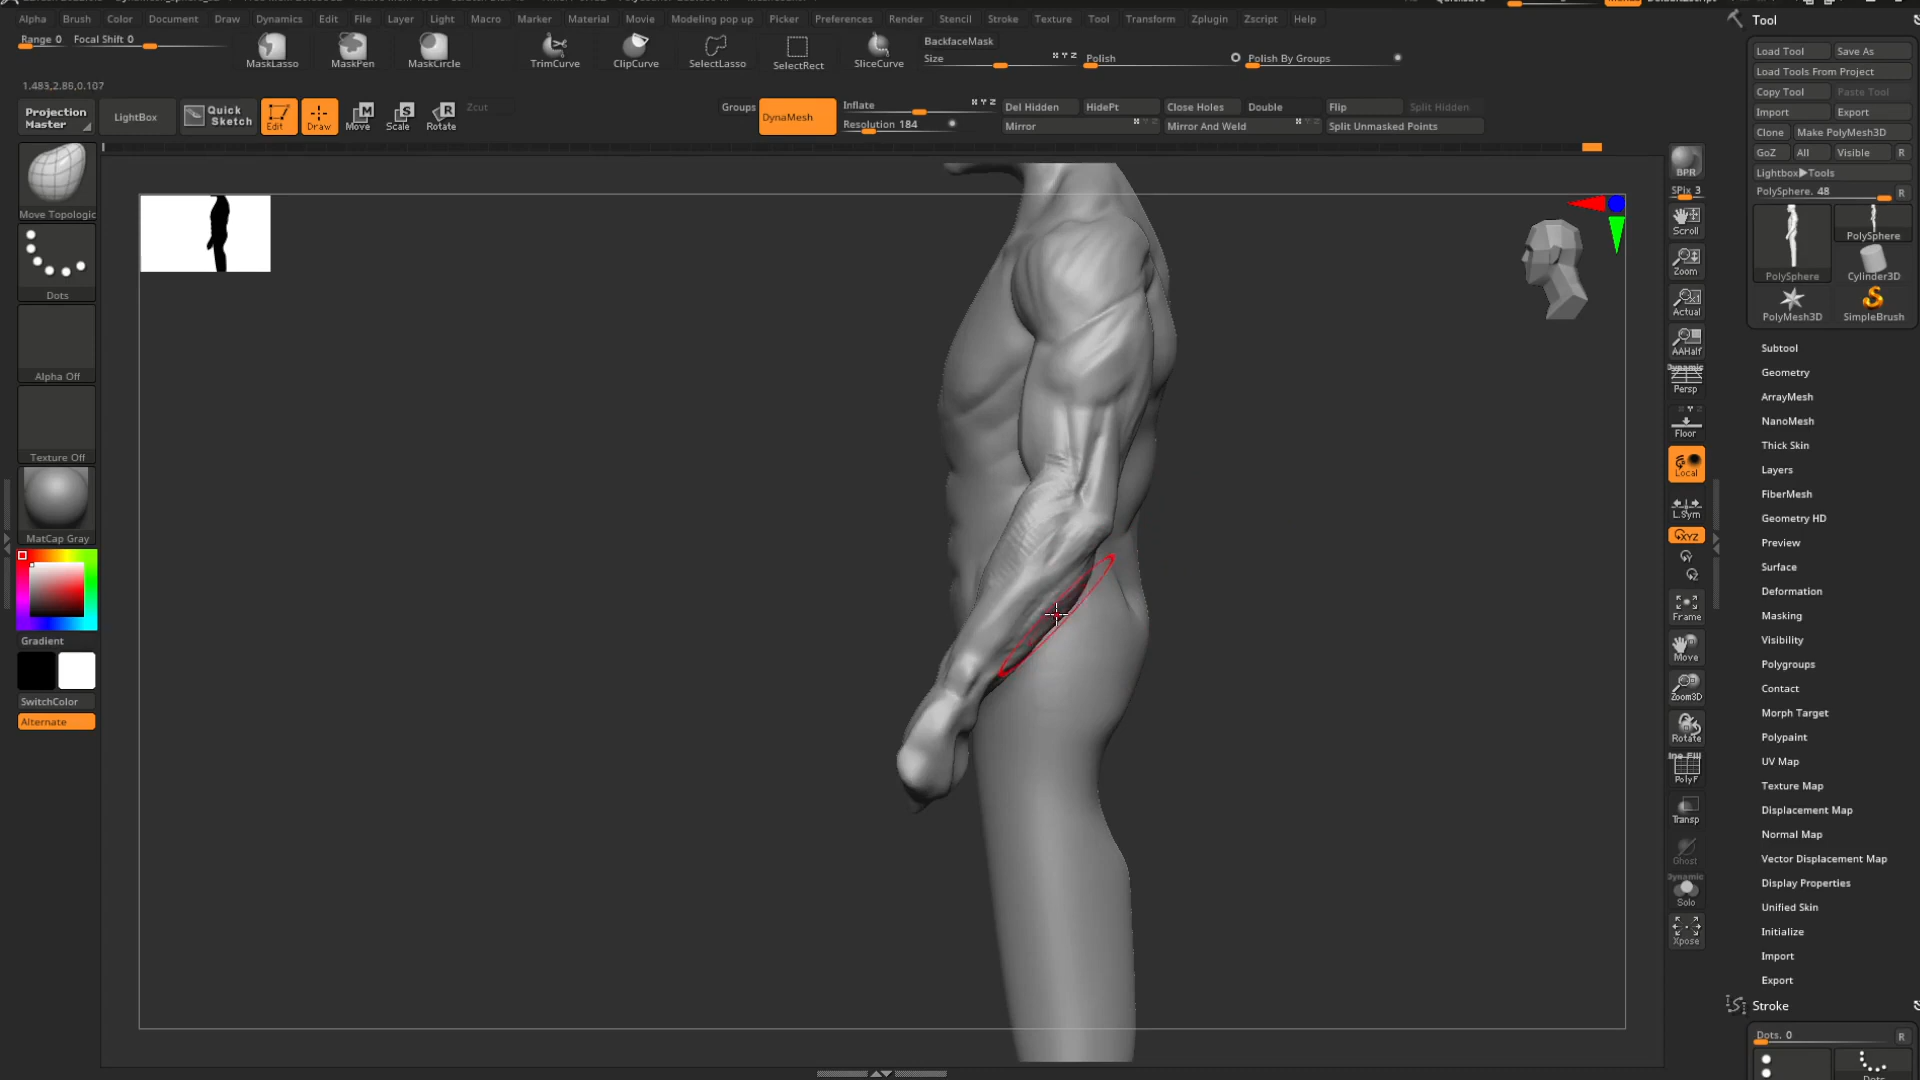 Alpha Brush Color Document Draw Dynamics Edit File Layer Light Macro Marker Material Movie Modeling pop up Picker Preferences Render Stencil Stroke Texture Tool Transform Zplugin Zscript Help
Range 0 Focal Shift 0
MaskLasso MaskPen MaskCircle TrimCurve ClipCurve SelectLasso SelectRect SliceCurve
BackfaceMask
Size X Y Z Polish Polish By Groups
1.483,2.86,0.107
Projection Master
LightBox
Quick Sketch
Edit Draw Move Scale Rotate
Zcut
Groups DynaMesh Inflate X Y Z
Resolution 184
Del Hidden HidePt Close Holes Double Flip Split Hidden
Mirror Mirror And Weld Split Unmasked Points
Move Topologic
Dots
Alpha Off
Texture Off
MatCap Gray
Gradient
SwitchColor
Alternate
BPR
SPix 3
Scroll
Zoom
Actual
AAHalf
Dynamic
Persp
X Y Z
Floor
Local
L.Sym
XYZ
Y
Z
Frame
Move
Zoom3D
Rotate
PolyF
Transp
Ghost
Dynamic
Solo
Xpose
Tool
Load Tool Save As
Load Tools From Project
Copy Tool Paste Tool
Import Export
Clone Make PolyMesh3D
GoZ All Visible R
Lightbox▶Tools
PolySphere. 48 R
PolySphere PolySphere
Cylinder3D
PolyMesh3D SimpleBrush
Subtool
Geometry
ArrayMesh
NanoMesh
Thick Skin
Layers
FiberMesh
Geometry HD
Preview
Surface
Deformation
Masking
Visibility
Polygroups
Contact
Morph Target
Polypaint
UV Map
Texture Map
Displacement Map
Normal Map
Vector Displacement Map
Display Properties
Unified Skin
Initialize
Import
Export
Stroke
Dots. 0 R
Dots